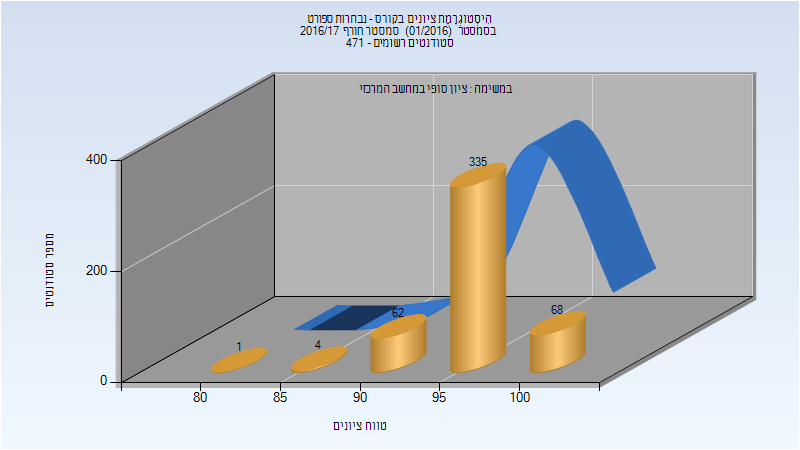 היסטוגרמת ציונים בקורס - נבחרות ספורט
בסמסטר (01/2016) סמסטר חורף 2016/17
סטודנטים רשומים - 471
במשימה : ציון סופי במחשב המרכזי
מספר סטודנטים
400
200
0
1
4
62
335
68
80
85
90
95
100
טווח ציונים